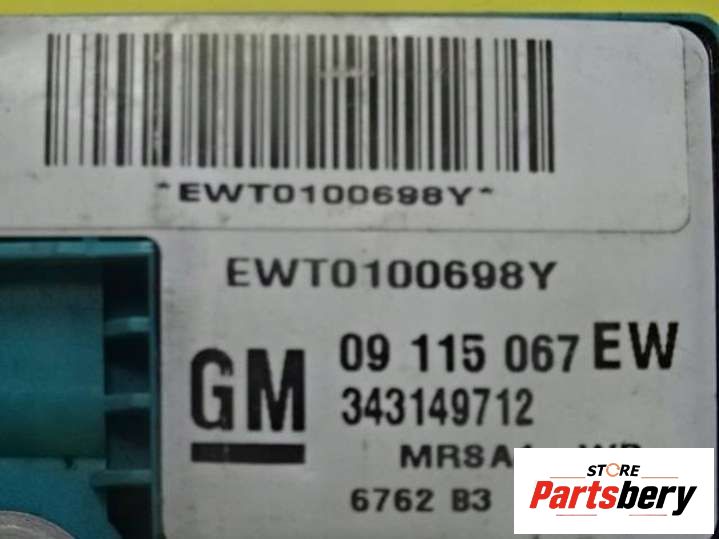 *EWT0100698Y*
EWT0100698Y
GM 09 115 067 EW
343149712
6762 B3
STORE
Partsbery